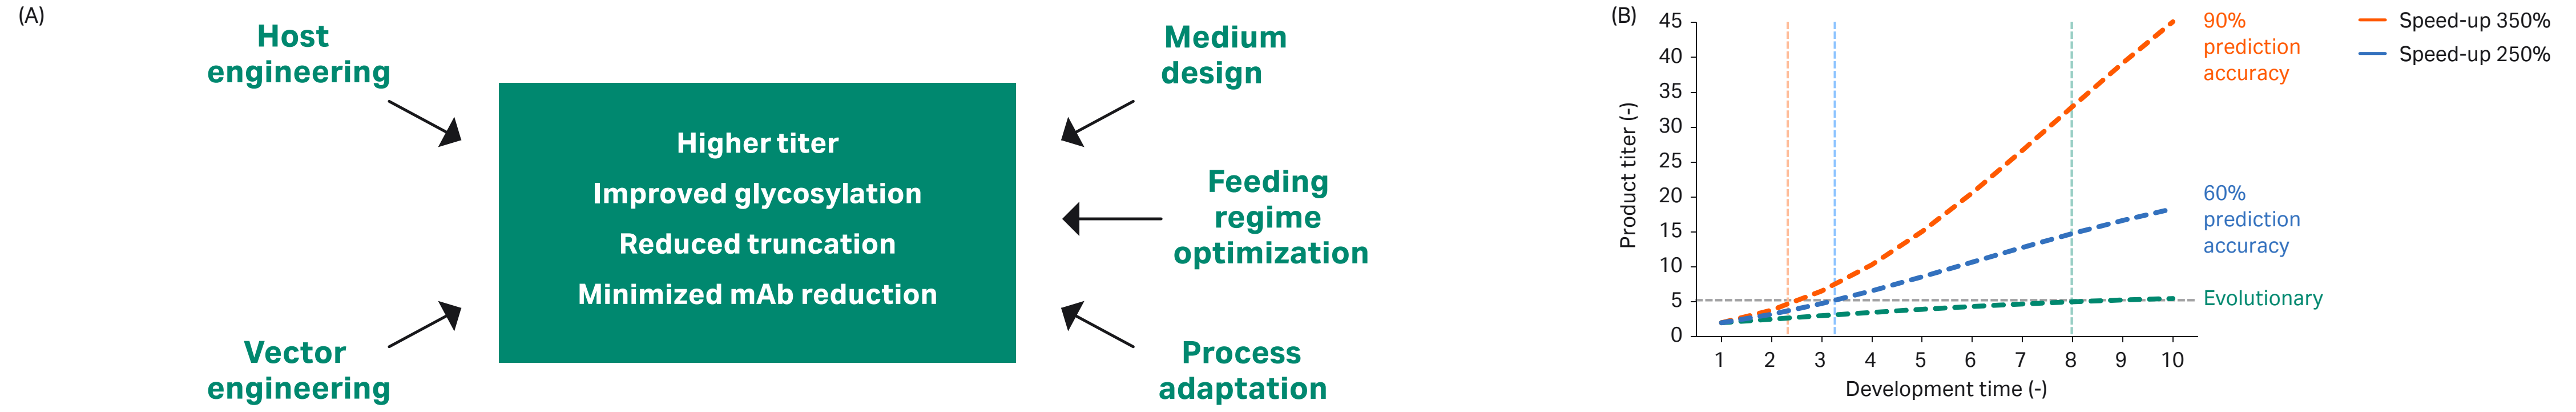 (A)
Host
engineering
Vector
engineering
Higher titer
Improved glycosylation
Reduced truncation
Minimized mAb reduction
Medium
design
Feeding
regime
optimization
Process
adaptation
(B)
Product titer (-)
45
40
35
30
25
20
15
10
5
0
1 2 3 4 5 6 7 8 9 10
Development time (-)
90%
prediction
accuracy
60%
prediction
accuracy
Evolutionary
Speed-up 350%
Speed-up 250%